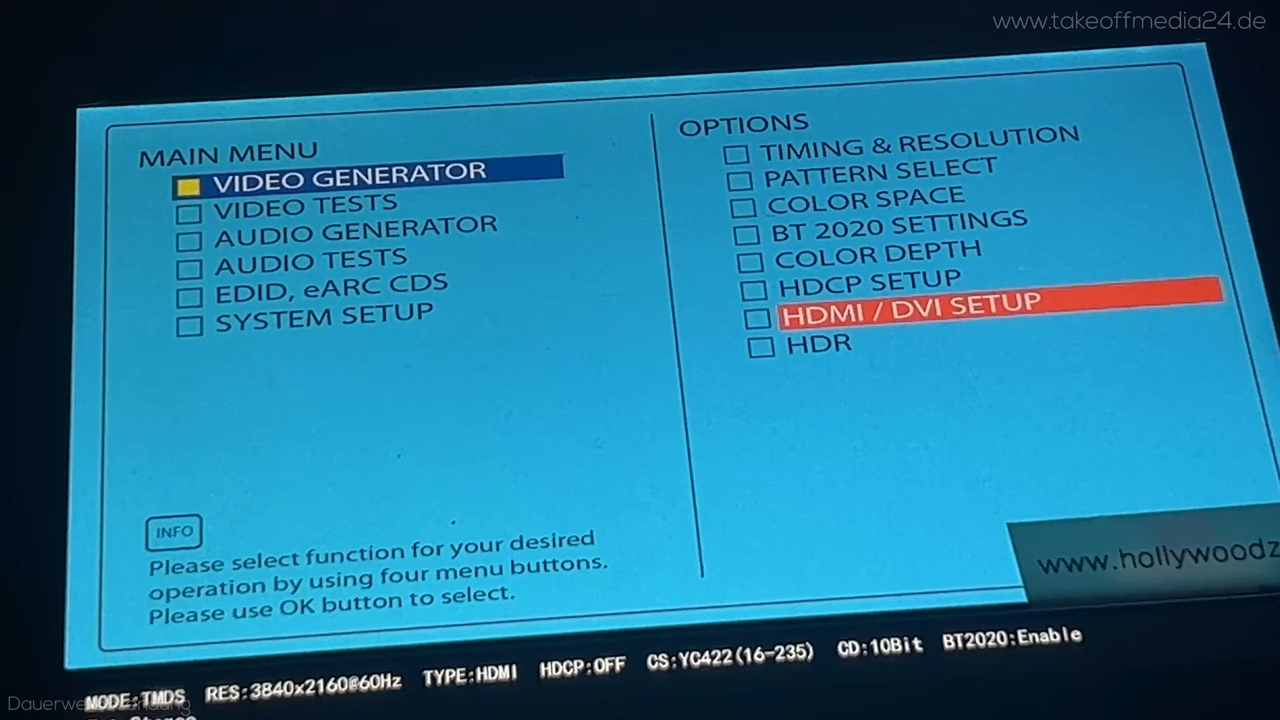 www.takeoffmedia24.de
MAIN MENU
VIDEO GENERATOR
VIDEO TESTS
AUDIO GENERATOR
AUDIO TESTS
EDID, eARC CDS
SYSTEM SETUP
OPTIONS
TIMING & RESOLUTION
PATTERN SELECT
COLOR SPACE
BT 2020 SETTINGS
COLOR DEPTH
HDCP SETUP
HDMI / DVI SETUP
HDR
INFO
Please select function for your desired
operation by using four menu buttons.
Please use OK button to select.
www.hollywoodz
MODE:TMDS RES:3840x2160@60Hz TYPE:HDMI HDCP:OFF CS:YC422(16-235) CD:10Bit BT2020:Enable